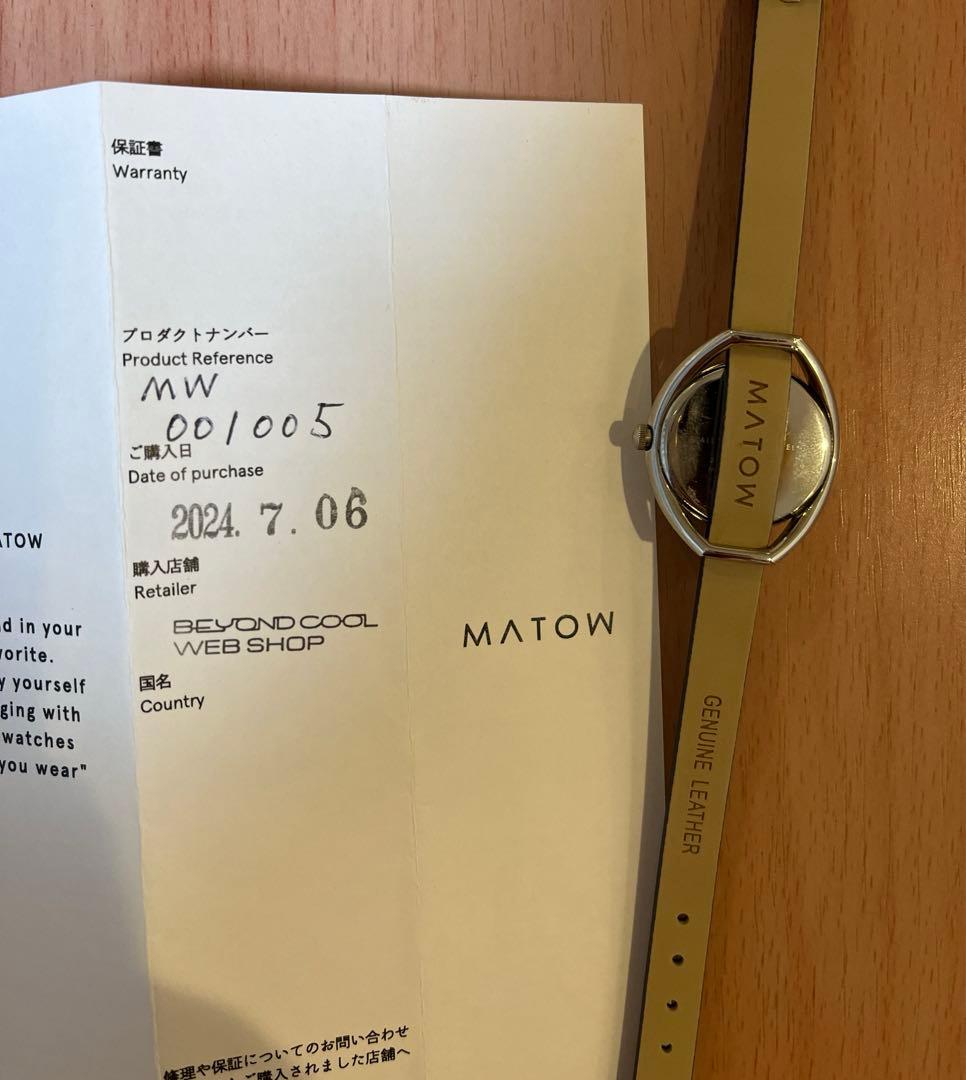 TOW
d in your
orite.
y yourself
ging with
watches
you wear"
保証書
Warranty
プロダクトナンバー
Product Reference
MW
001005
ご購入日
Date of purchase
2024. 7. 06
購入店舗
Retailer
BEYOND COOL
WEB SHOP
国名
Country
修理や保証についてのお問い合わせ
ご購入されました店舗へ
MATOW
MATOW
GENUINE LEATHER